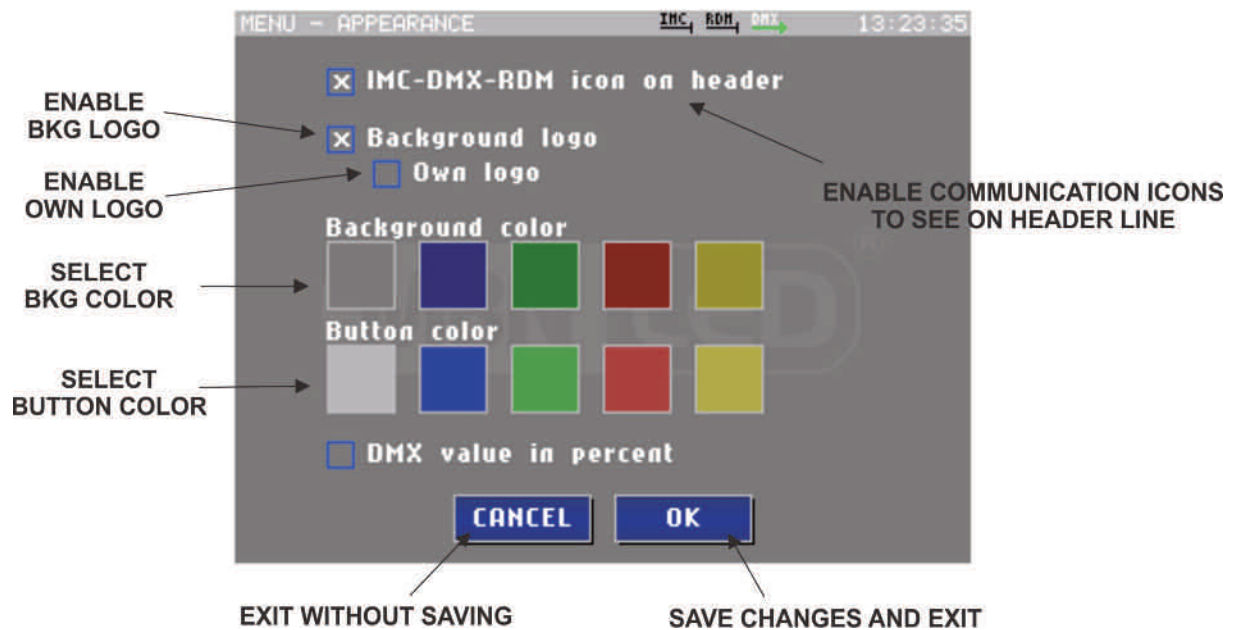 MENU - APPEARANCE IMC RDM DMX 13:23:35
IMC-DMX-RDM icon on header
ENABLE
BKG LOGO
Background logo
ENABLE
OWN LOGO
Own logo
ENABLE COMMUNICATION ICONS
TO SEE ON HEADER LINE
Background color
®
SELECT
BKG COLOR
Button color
SELECT
BUTTON COLOR
DMX value in percent
CANCEL OK
EXIT WITHOUT SAVING SAVE CHANGES AND EXIT